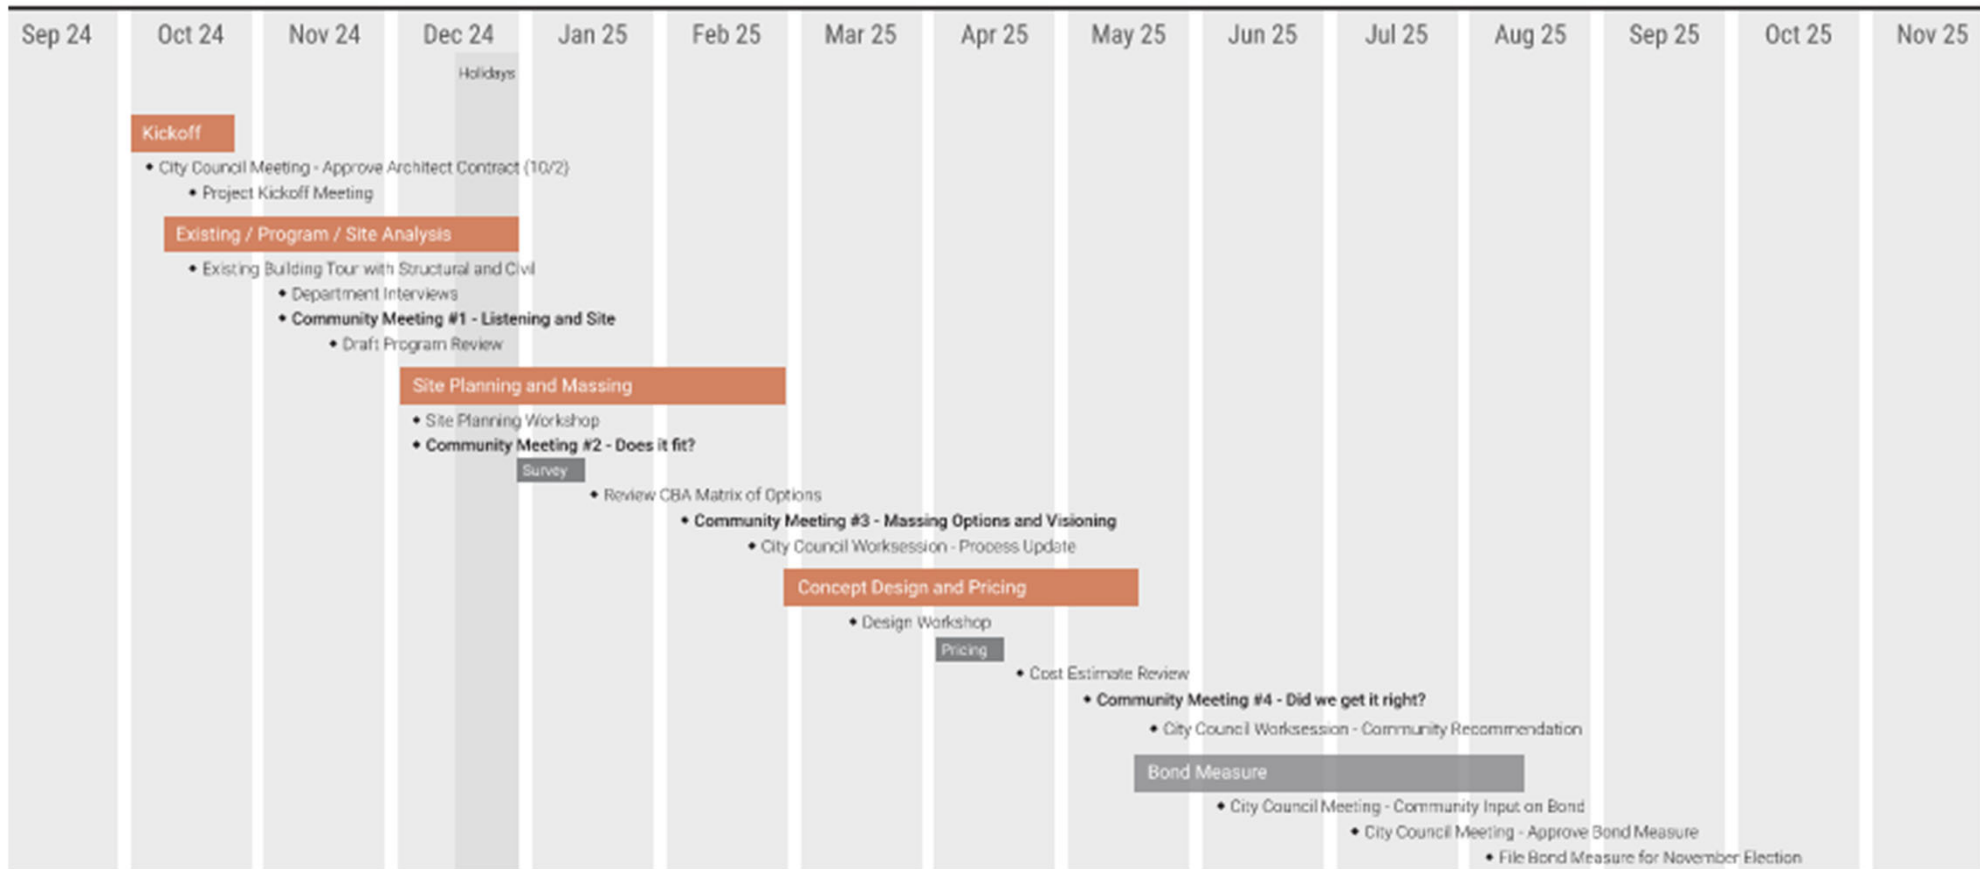 Sep 24 Oct 24 Nov 24 Dec 24 Jan 25 Feb 25 Mar 25 Apr 25 May 25 Jun 25 Jul 25 Aug 25 Sep 25 Oct 25 Nov 25
Holidays
Kickoff
City Council Meeting - Approve Architect Contract (10/2)
Project Kickoff Meeting
Existing / Program / Site Analysis
Existing Building Tour with Structural and Civil
Department Interviews
Community Meeting #1 - Listening and Site
Draft Program Review
Site Planning and Massing
Site Planning Workshop
Community Meeting #2 - Does it fit?
Survey
Review CBA Matrix of Options
Community Meeting #3 - Massing Options and Visioning
City Council Worksession - Process Update
Concept Design and Pricing
Design Workshop
Pricing
Cost Estimate Review
Community Meeting #4 - Did we get it right?
City Council Worksession - Community Recommendation
Bond Measure
City Council Meeting - Community Input on Bond
City Council Meeting - Approve Bond Measure
File Bond Measure for November Election